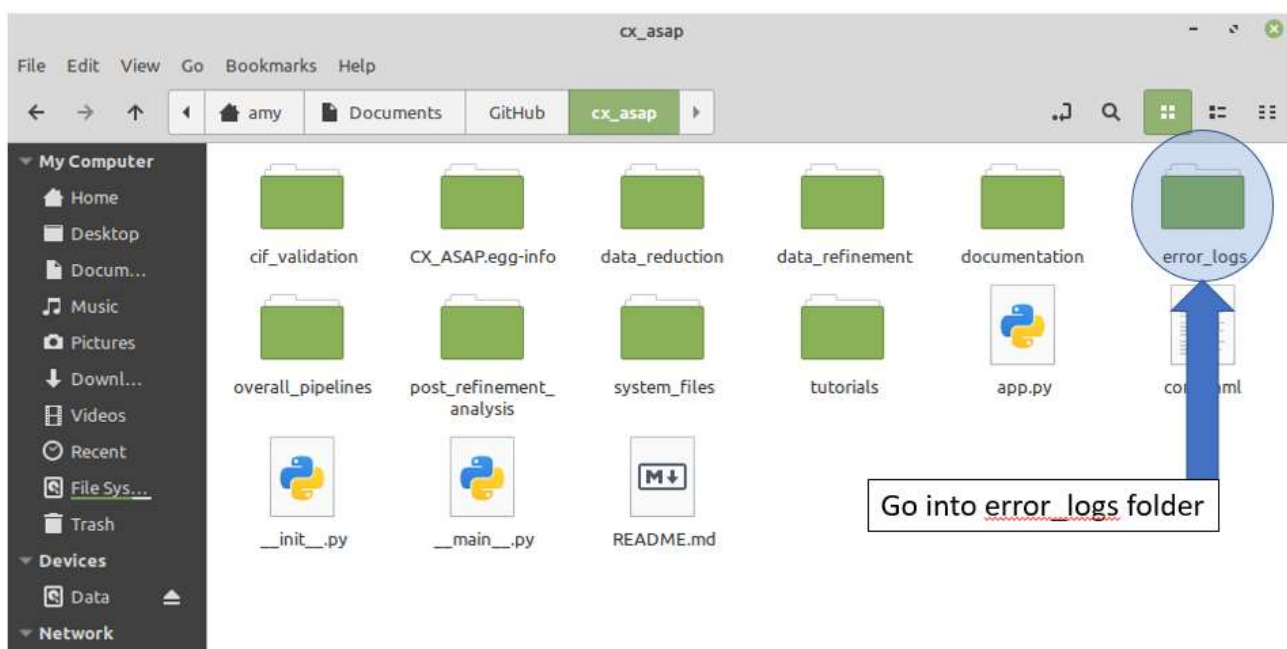 cx_asap
File Edit View Go Bookmarks Help
amy Documents GitHub cx_asap
My Computer
Home
Desktop
Docum...
Music
Pictures
Downl...
Videos
Recent
File Sys...
Trash
Devices
Data
Network
cif_validation CX_ASAP.egg-info data_reduction data_refinement documentation error_logs
overall_pipelines post_refinement_ system_files tutorials app.py
analysis
__init__.py __main__.py README.md
M
Go into error_logs folder